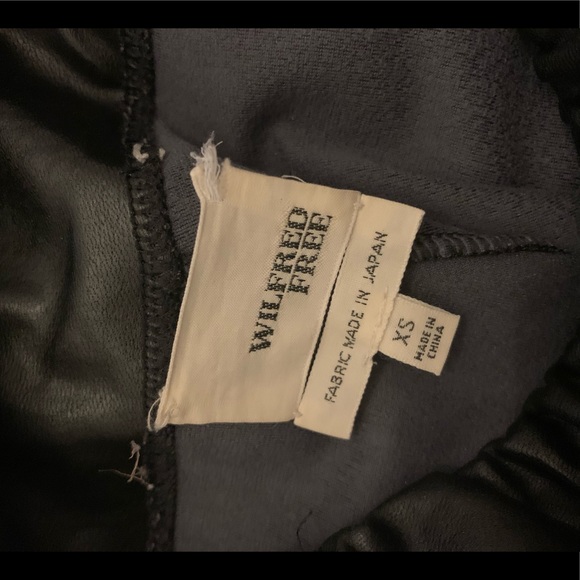 WILFRED
FREE
FABRIC MADE IN JAPAN
XS
MADE IN
CHINA